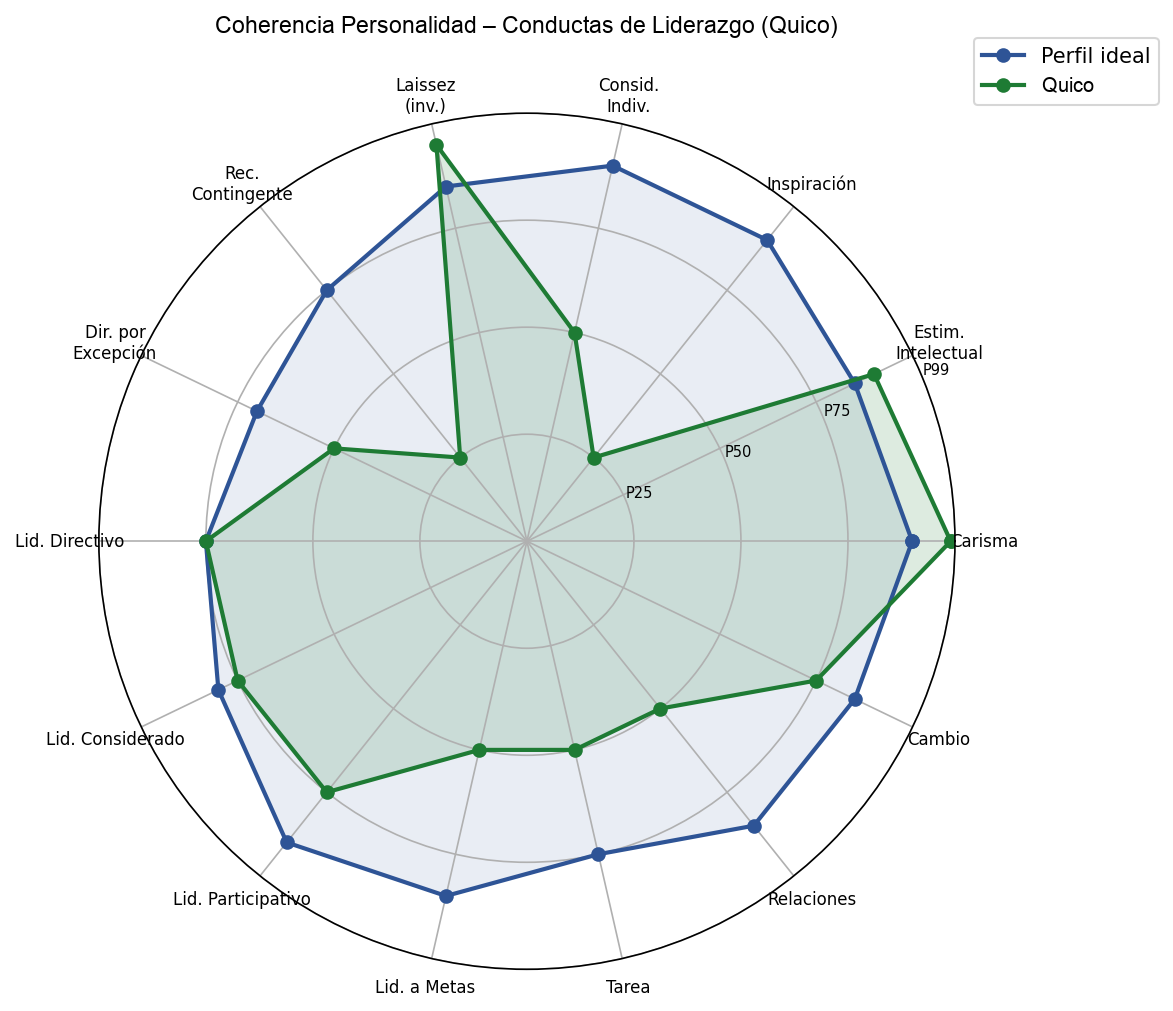 Coherencia Personalidad – Conductas de Liderazgo (Quico)
Perfil ideal
Quico
Laissez
(inv.)
Consid.
Indiv.
Rec.
Contingente
Inspiración
Dir. por
Excepción
Estim.
Intelectual
P99
P75
P50
P25
Lid. Directivo
Carisma
Lid. Considerado
Cambio
Lid. Participativo
Relaciones
Lid. a Metas
Tarea